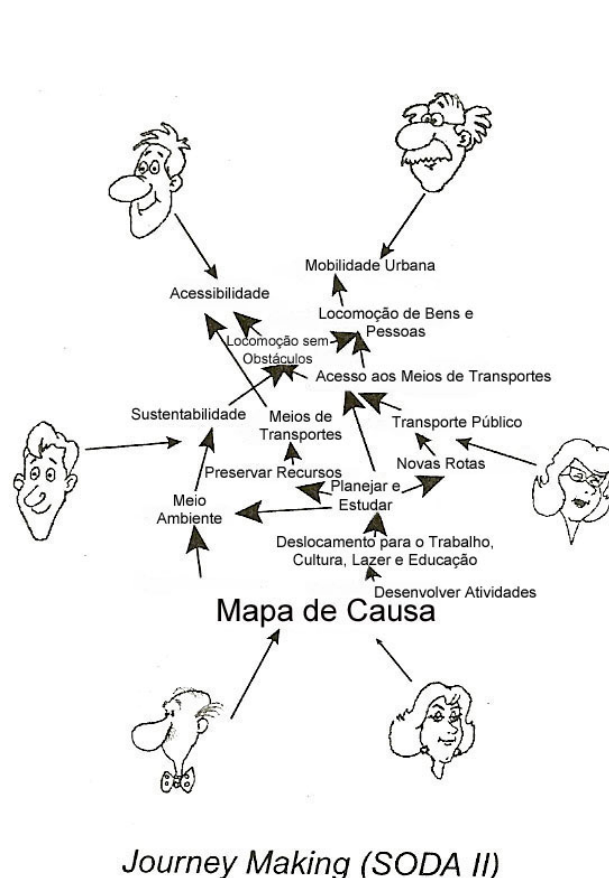 Mobilidade Urbana
Acessibilidade
Locomoção de Bens e
Pessoas
Locomoção sem
Obstáculos
Acesso aos Meios de Transportes
Sustentabilidade
Meios de
Transportes
Transporte Público
Preservar Recursos
Novas Rotas
Planejar e
Estudar
Meio
Ambiente
Deslocamento para o Trabalho,
Cultura, Lazer e Educação
Desenvolver Atividades
Mapa de Causa
Journey Making (SODA II)